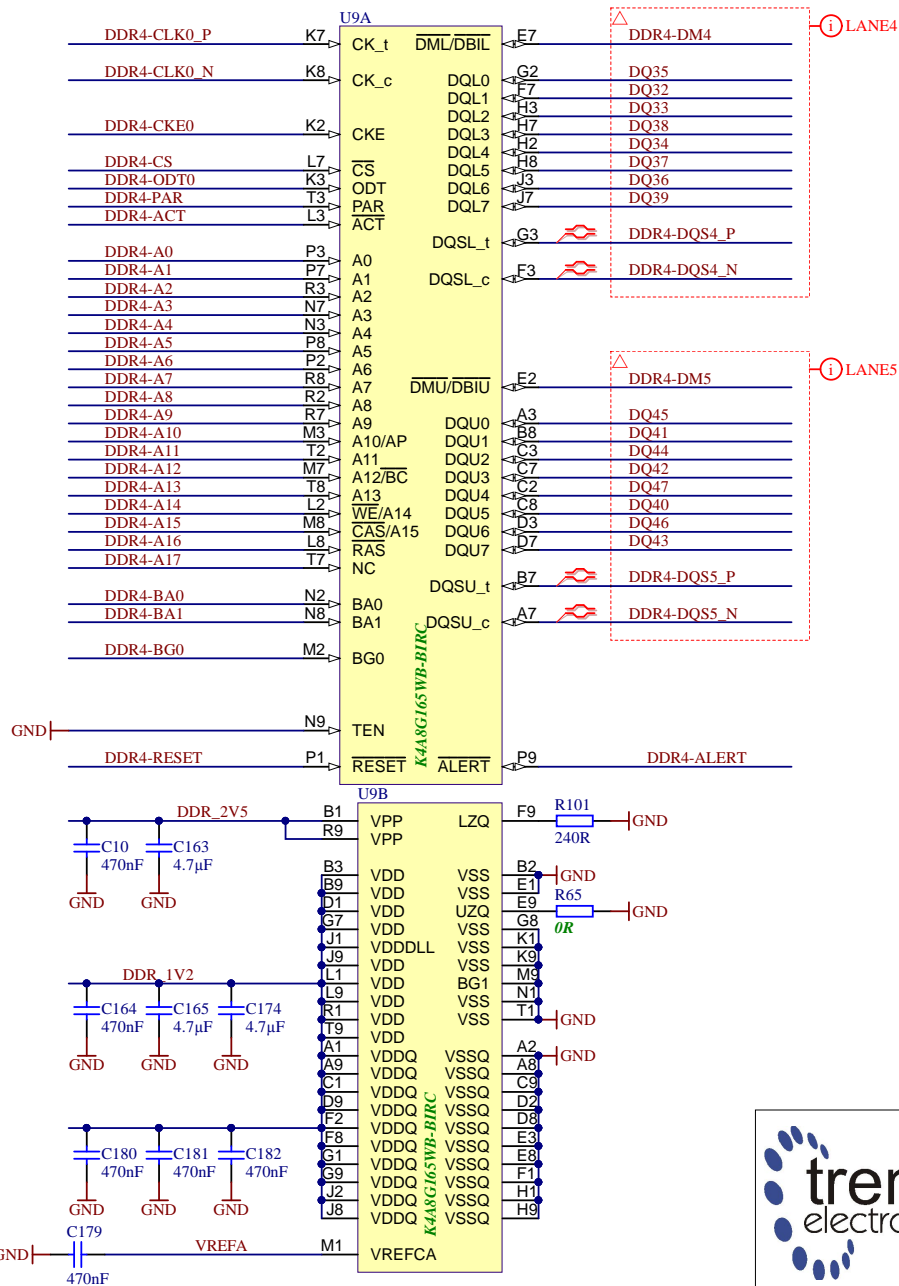 U9A
DDR4-CLK0_P K7 CK_t DML/DBIL E7 DDR4-DM4 LANE4
DDR4-CLK0_N K8 CK_c DQL0 G2 DQ35
DQL1 F7 DQ32
DQL2 H3 DQ33
DDR4-CKE0 K2 CKE DQL3 H7 DQ38
DQL4 H2 DQ34
DDR4-CS L7 CS DQL5 H8 DQ37
DDR4-ODT0 K3 ODT DQL6 J3 DQ36
DDR4-PAR T3 PAR DQL7 J7 DQ39
DDR4-ACT L3 ACT
DQSL_t G3 DDR4-DQS4_P
DDR4-A0 P3 A0
DDR4-A1 P7 A1 DQSL_c F3 DDR4-DQS4_N
DDR4-A2 R3 A2
DDR4-A3 N7 A3
DDR4-A4 N3 A4
DDR4-A5 P8 A5
DDR4-A6 P2 A6
DDR4-A7 R8 A7 DMU/DBIU E2 DDR4-DM5 LANE5
DDR4-A8 R2 A8
DDR4-A9 R7 A9 DQU0 A3 DQ45
DDR4-A10 M3 A10/AP DQU1 B8 DQ41
DDR4-A11 T2 A11 DQU2 C3 DQ44
DDR4-A12 M7 A12/BC DQU3 C7 DQ42
DDR4-A13 T8 A13 DQU4 C2 DQ47
DDR4-A14 L2 WE/A14 DQU5 C8 DQ40
DDR4-A15 M8 CAS/A15 DQU6 D3 DQ46
DDR4-A16 L8 RAS DQU7 D7 DQ43
DDR4-A17 T7 NC
DQSU_t B7 DDR4-DQS5_P
DDR4-BA0 N2 BA0
DDR4-BA1 N8 BA1 DQSU_c A7 DDR4-DQS5_N
DDR4-BG0 M2 BG0
K4A8G165WB-BIRC
GND N9 TEN
DDR4-RESET P1 RESET ALERT P9 DDR4-ALERT
U9B
DDR_2V5 B1 VPP LZQ F9 R101 240R GND
R9 VPP
C10 470nF GND
C163 4.7µF GND
B3 VDD VSS B2 GND
B9 VDD VSS E1
D1 VDD UZQ E9 R65 0R GND
G7 VDD VSS G8
J1 VDDDLL VSS K1
J9 VDD VSS K9
DDR_1V2 L1 VDD BG1 M9
L9 VDD VSS N1
R1 VDD VSS T1 GND
T9 VDD
C164 470nF GND
C165 4.7µF GND
C174 4.7µF GND
A1 VDDQ VSSQ A2 GND
A9 VDDQ VSSQ A8
C1 VDDQ VSSQ C9
D9 VDDQ VSSQ D2
F2 VDDQ VSSQ D8
F8 VDDQ VSSQ E3
G1 VDDQ VSSQ E8
G9 VDDQ VSSQ F1
J2 VDDQ VSSQ H1
J8 VDDQ VSSQ H9
C180 470nF GND
C181 470nF GND
C182 470nF GND
K4A8G165WB-BIRC
GND C179 470nF VREFA M1 VREFCA